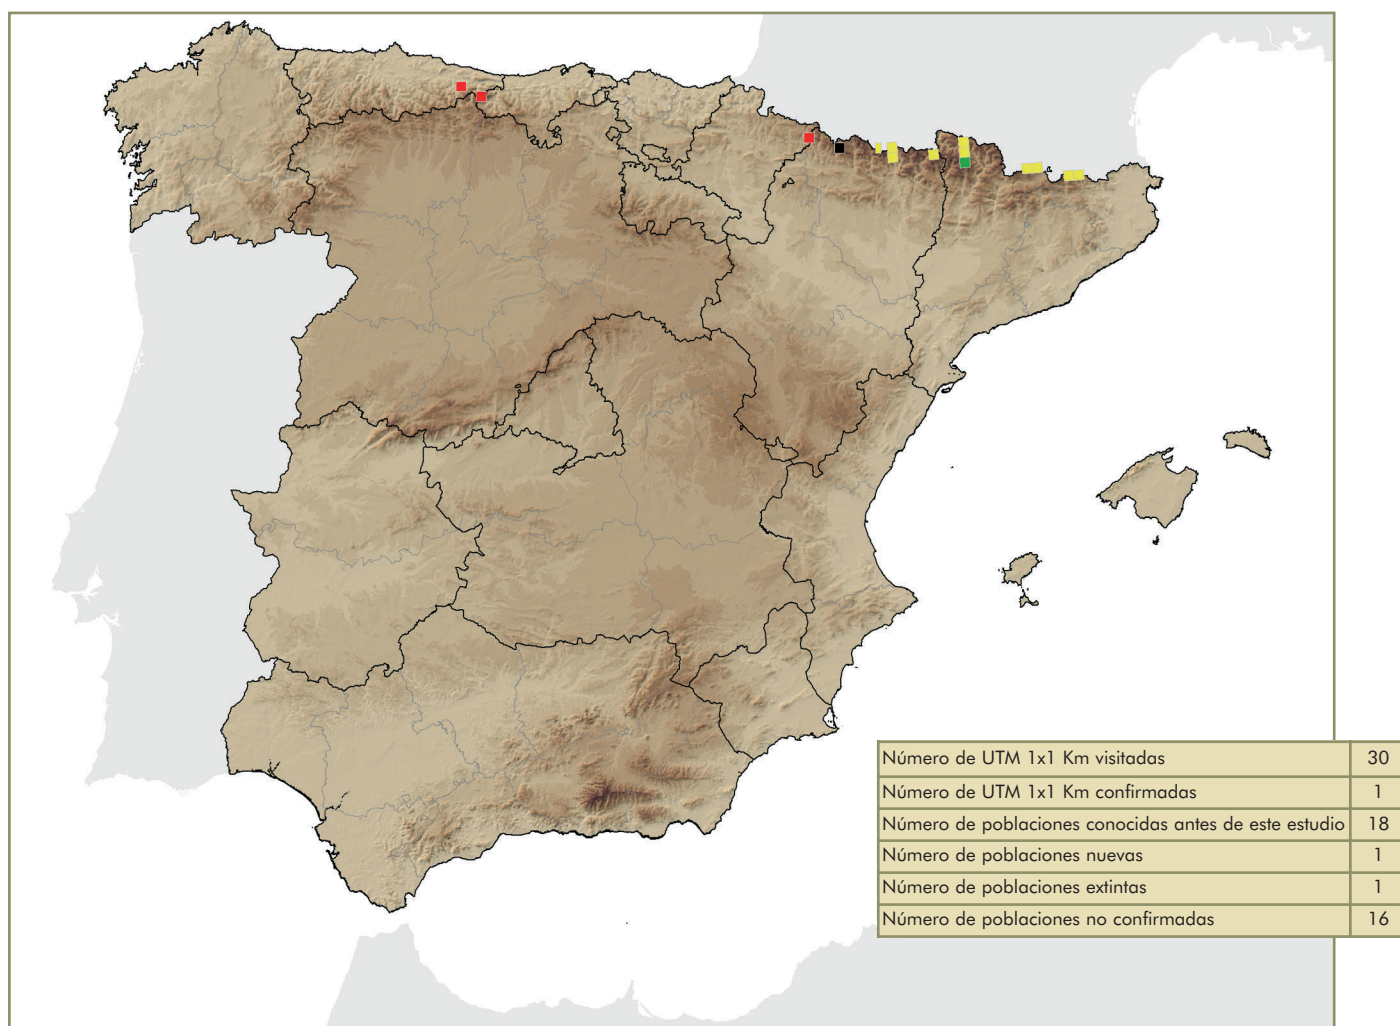 Número de UTM 1x1 Km visitadas 30
Número de UTM 1x1 Km confirmadas 1
Número de poblaciones conocidas antes de este estudio 18
Número de poblaciones nuevas 1
Número de poblaciones extintas 1
Número de poblaciones no confirmadas 16